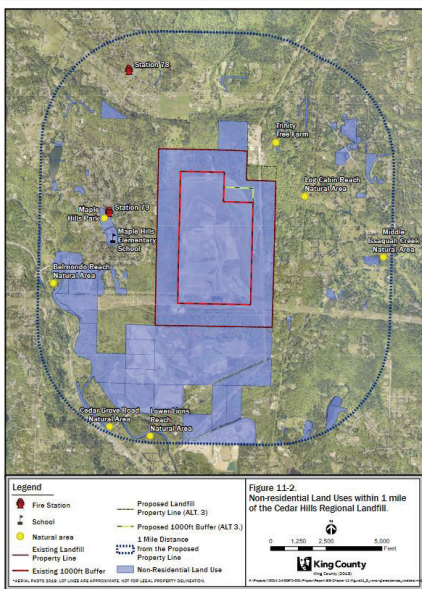 Station 78
Trinity
Tree Farm
Log Cabin Reach
Natural Area
Station 79
Maple
Hills Park
Maple Hills
Elementary
School
Middle
Issaquah Creek
Natural Area
Belmondo Reach
Natural Area
Cedar Grove Road
Natural Area
Lower Lions
Reach
Natural Area
Legend
Fire Station
School
Natural area
Existing Landfill
Property Line
Existing 1000ft Buffer
Proposed Landfill
Property Line (ALT. 3)
Proposed 1000ft Buffer (ALT 3.)
1 Mile Distance
from the Proposed
Property Line
Non-Residential Land Use
*AERIAL PHOTO 2019. LOT LINES ARE APPROXIMATE, NOT FOR LEGAL PROPERTY DELINEATION.
Figure 11-2.
Non-residential Land Uses within 1 mile
of the Cedar Hills Regional Landfill.
N
0 1,250 2,500 5,000
Feet
King County